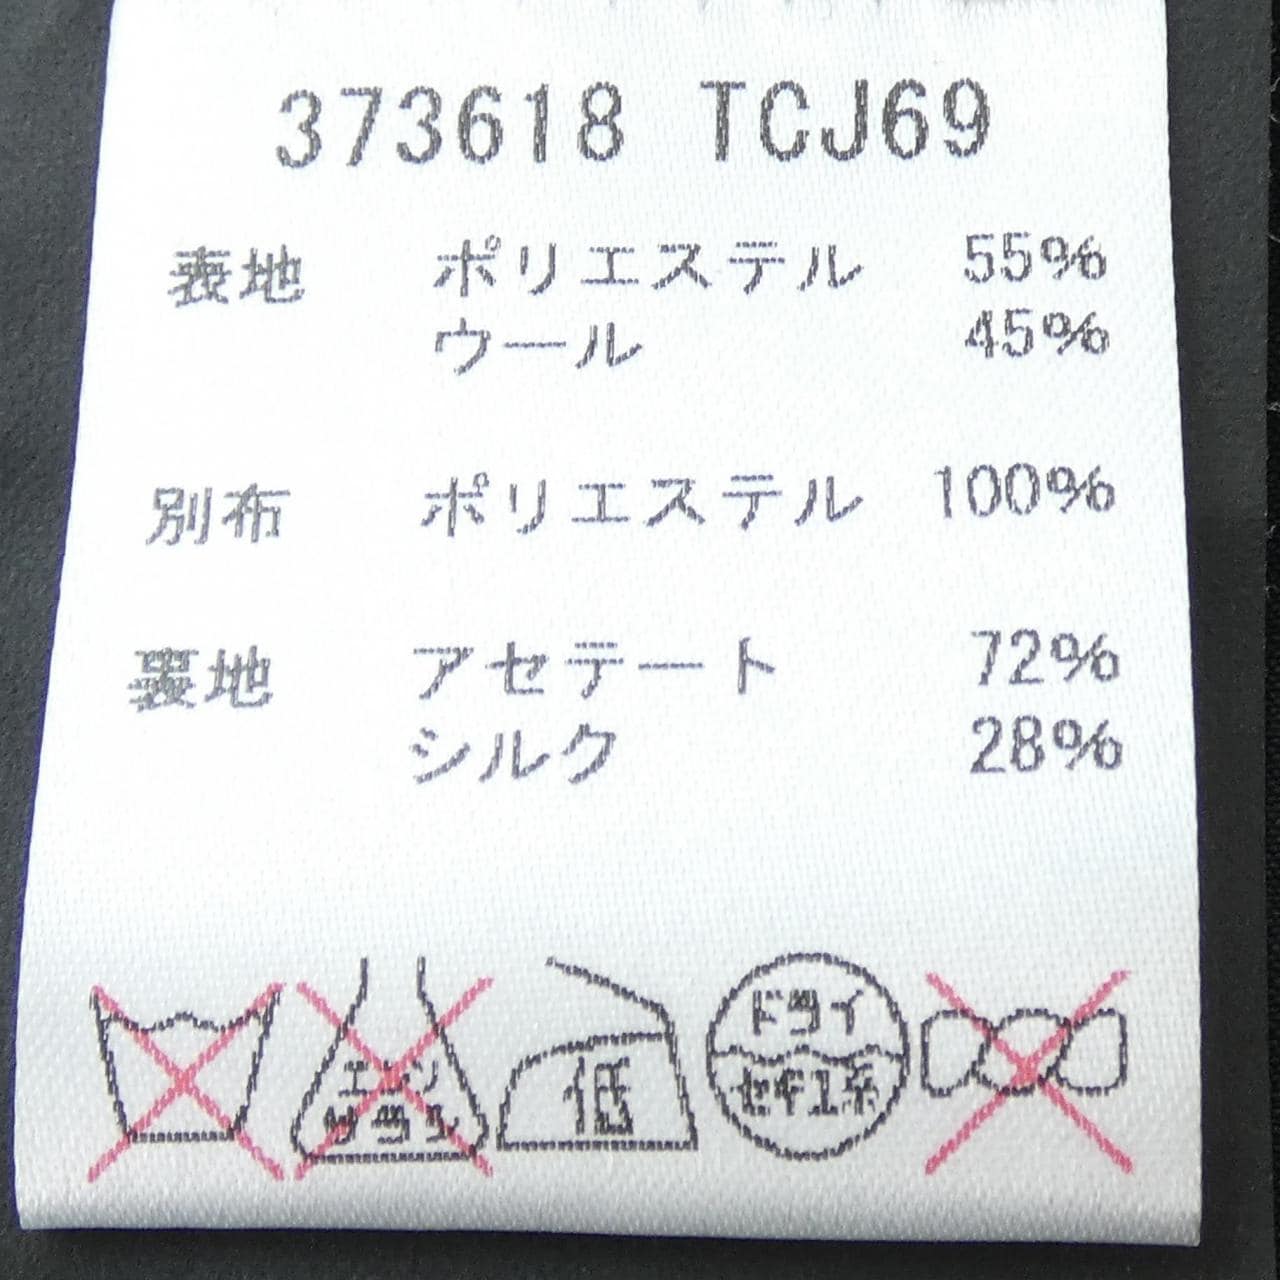 373618 TCJ69
表地 ポリエステル 55%
ウール 45%
別布 ポリエステル 100%
裏地 アセテート 72%
シルク 28%
エンソ
サラシ
低
ドライ
セキユ系